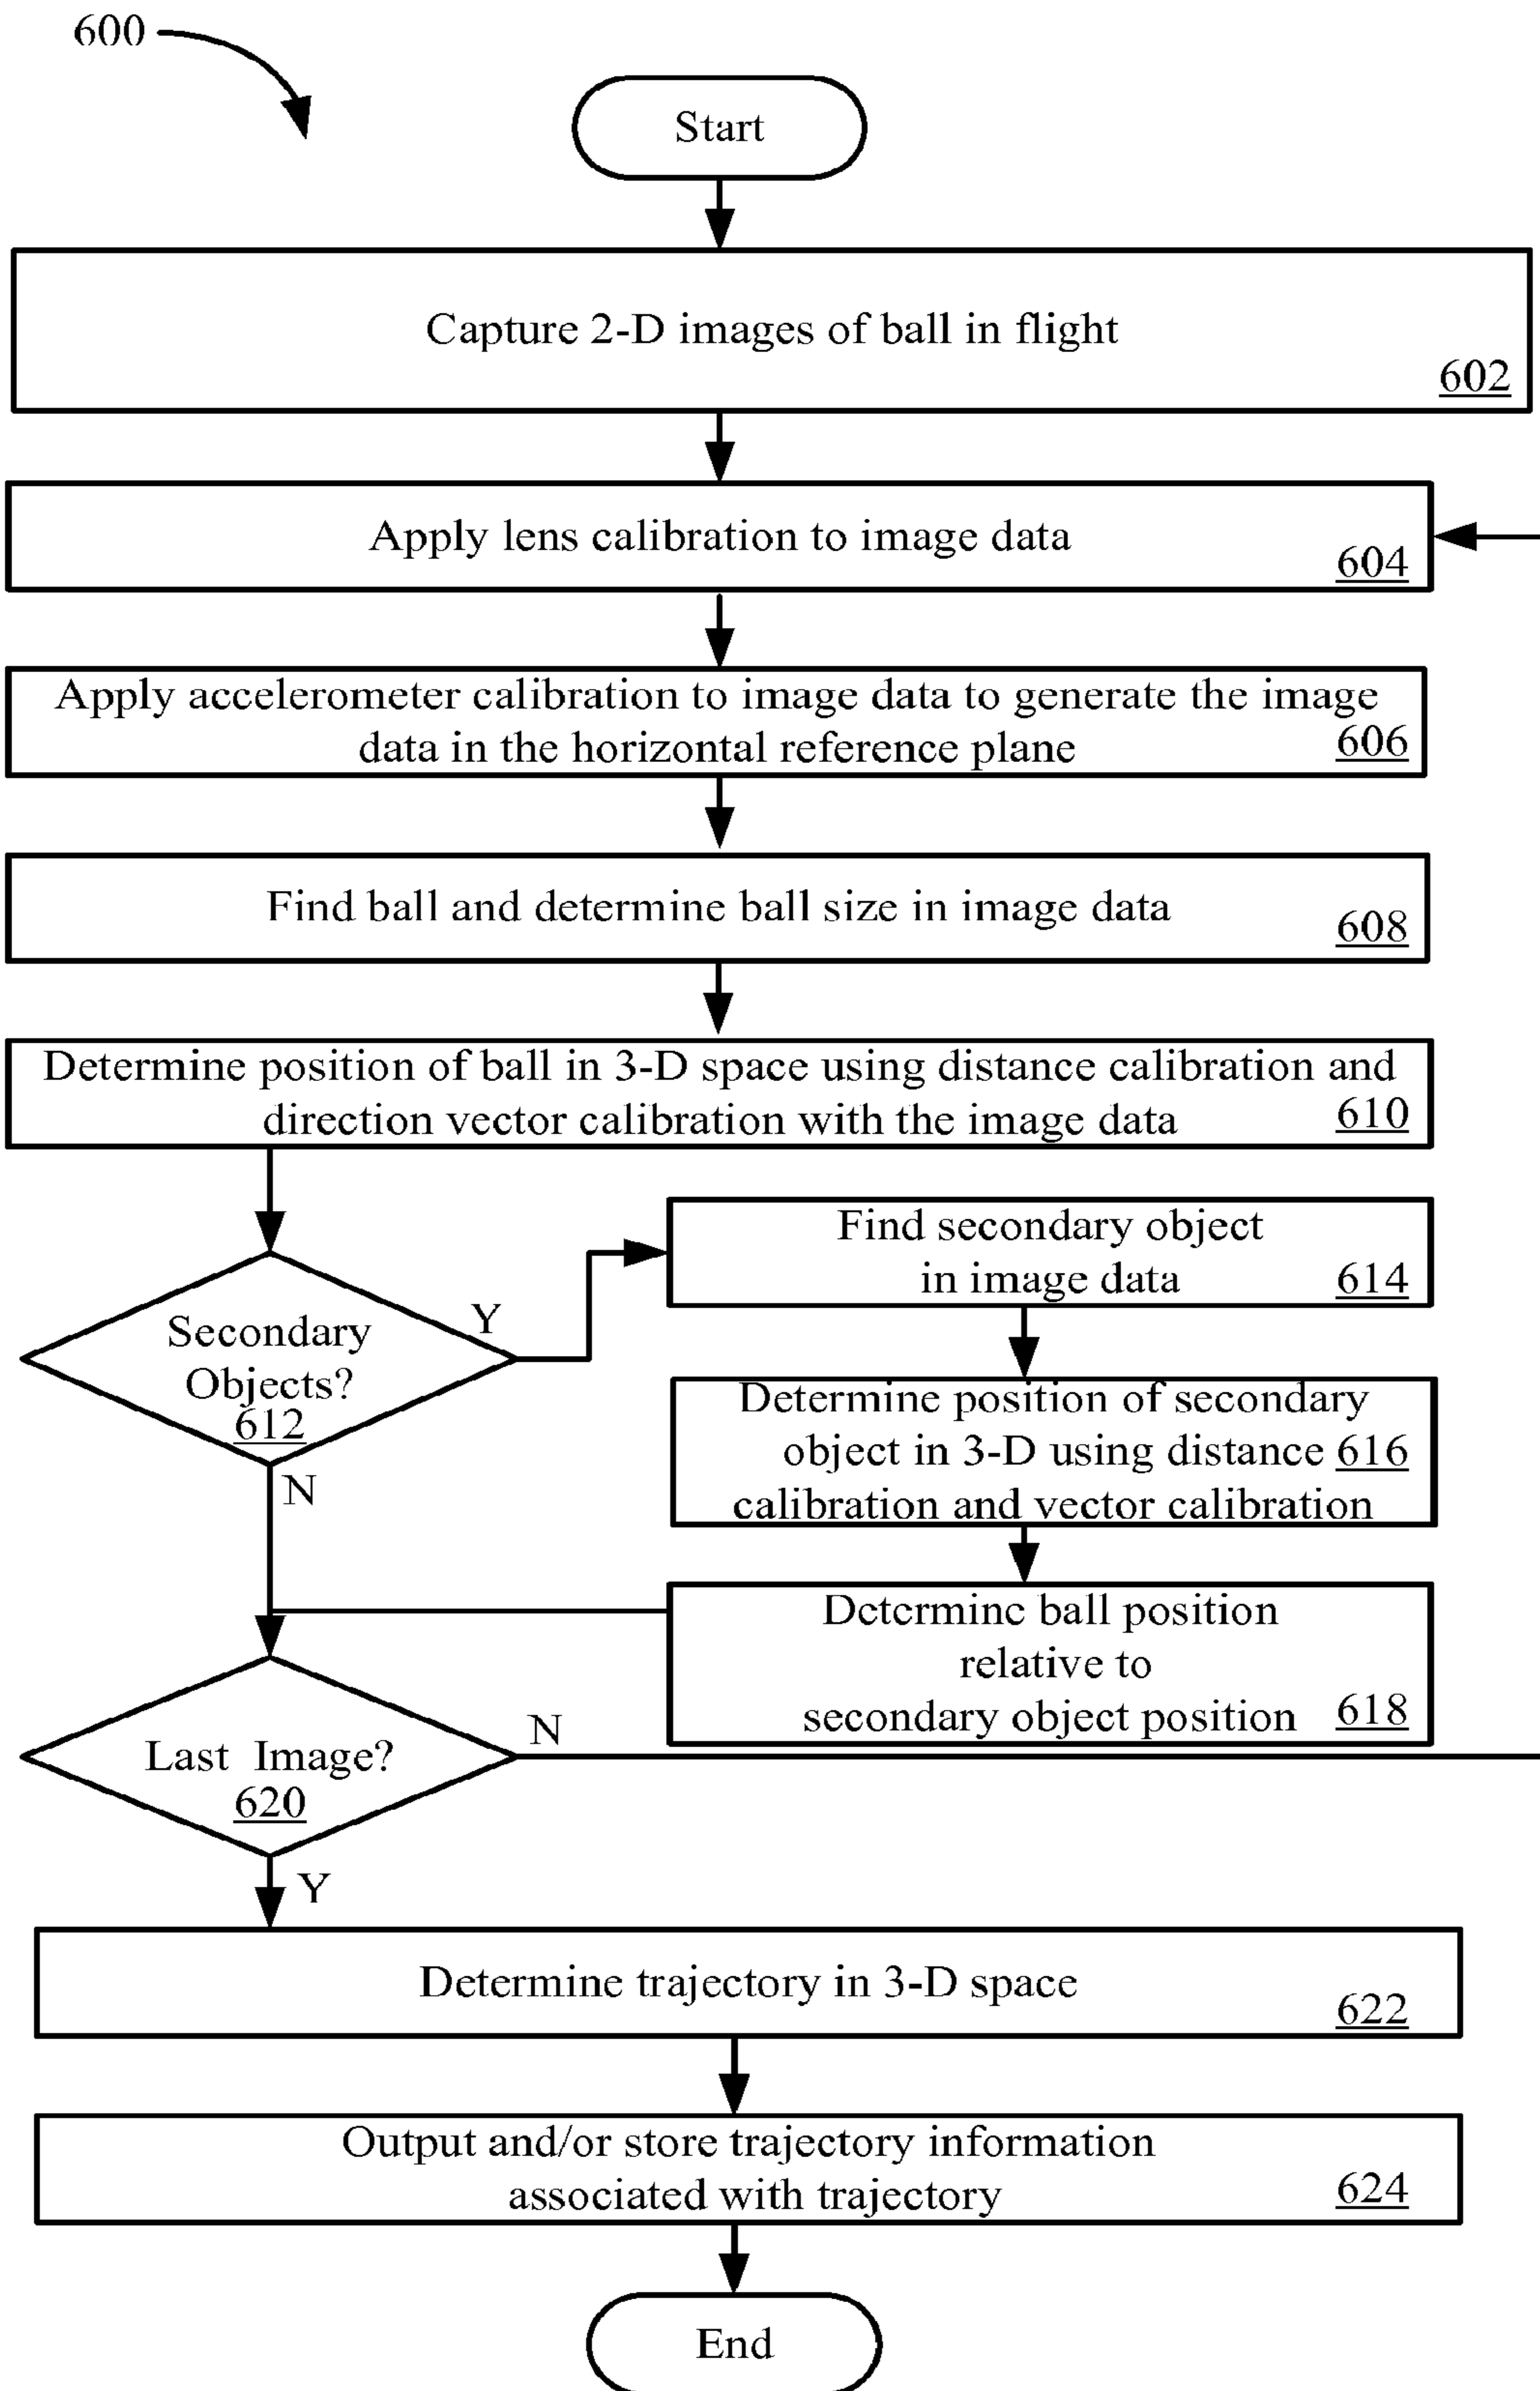 600
Start
Capture 2-D images of ball in flight
602
Apply lens calibration to image data
604
Apply accelerometer calibration to image data to generate the image
data in the horizontal reference plane
606
Find ball and determine ball size in image data
608
Determine position of ball in 3-D space using distance calibration and
direction vector calibration with the image data
610
Secondary
Objects?
612
Y
N
Find secondary object
in image data
614
Determine position of secondary
object in 3-D using distance 616
calibration and vector calibration
Determine ball position
relative to
secondary object position
618
Last Image?
620
N
Y
Determine trajectory in 3-D space
622
Output and/or store trajectory information
associated with trajectory
624
End